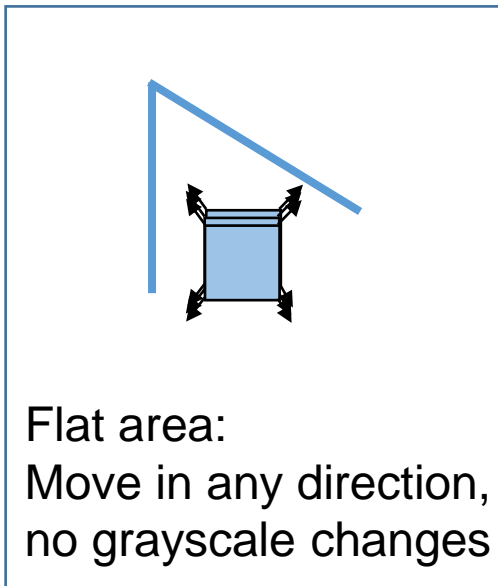 Flat area:
Move in any direction,
no grayscale changes